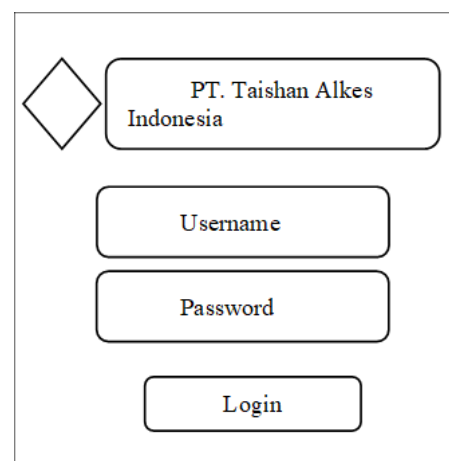 PT. Taishan Alkes
Indonesia
Username
Password
Login